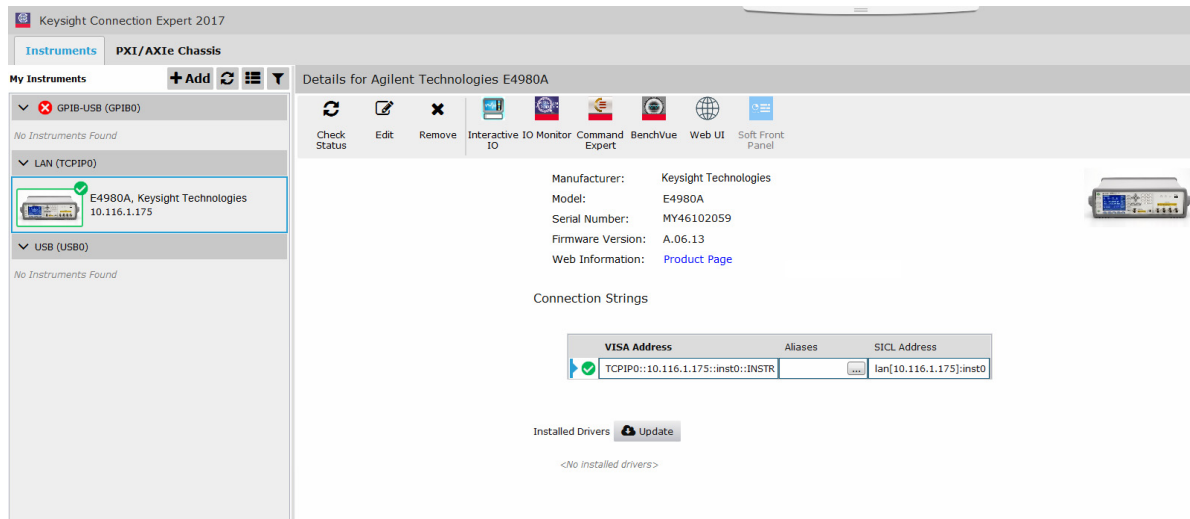 Keysight Connection Expert 2017
Instruments PXI/AXIe Chassis
My Instruments Add
GPIB-USB (GPIB0)
No Instruments Found
LAN (TCPIP0)
E4980A, Keysight Technologies
10.116.1.175
USB (USB0)
No Instruments Found
Details for Agilent Technologies E4980A
Check Status Edit Remove Interactive IO IO Monitor Command Expert BenchVue Web UI Soft Front Panel
Manufacturer: Keysight Technologies
Model: E4980A
Serial Number: MY46102059
Firmware Version: A.06.13
Web Information: Product Page
Connection Strings
VISA Address Aliases SICL Address
TCPIP0::10.116.1.175::inst0::INSTR ... lan[10.116.1.175]:inst0
Installed Drivers Update
<No installed drivers>